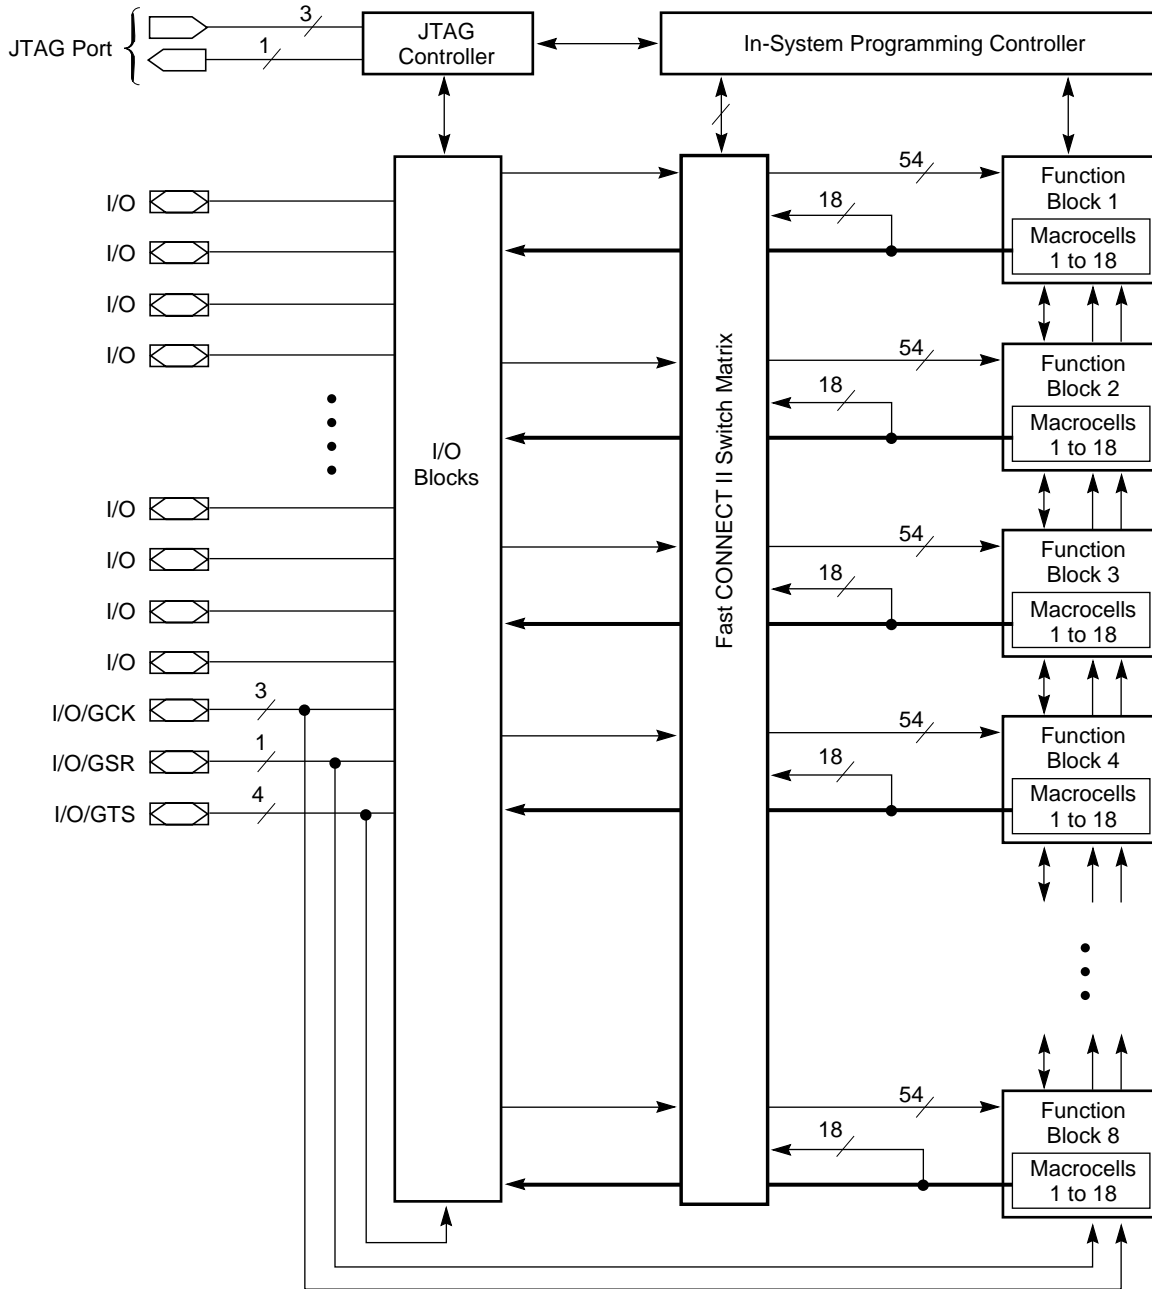 JTAG Port
3
1
JTAG
Controller
In-System Programming Controller
I/O
I/O
I/O
I/O
I/O
I/O
I/O
I/O
I/O/GCK
3
I/O/GSR
1
I/O/GTS
4
I/O
Blocks
Fast CONNECT II Switch Matrix
54
18
Function
Block 1
Macrocells
1 to 18
54
18
Function
Block 2
Macrocells
1 to 18
54
18
Function
Block 3
Macrocells
1 to 18
54
18
Function
Block 4
Macrocells
1 to 18
54
18
Function
Block 8
Macrocells
1 to 18